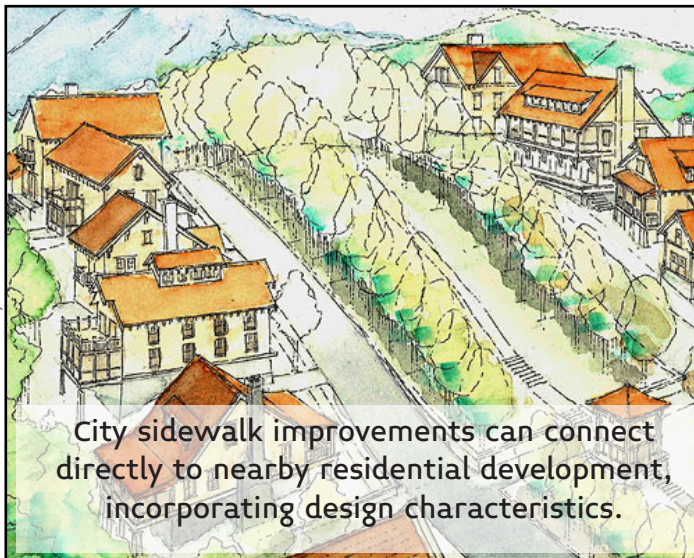 City sidewalk improvements can connect
directly to nearby residential development,
incorporating design characteristics.